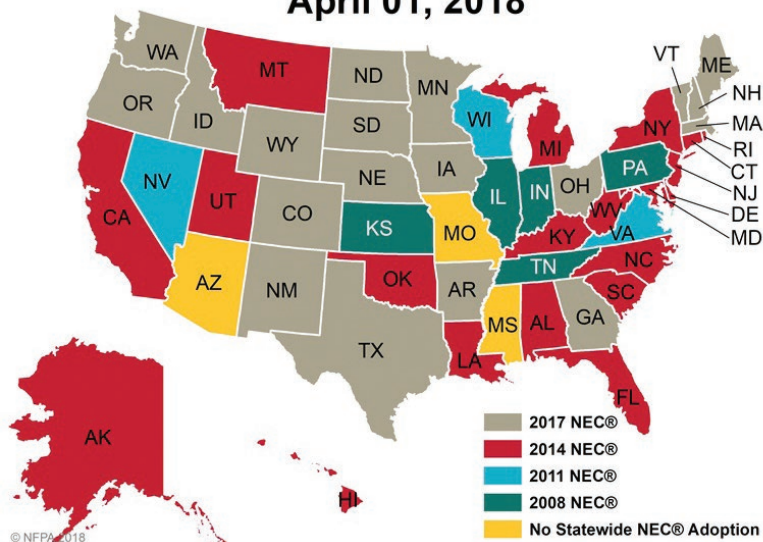 April 01, 2018
WA
MT
ND
MN
VT
ME
OR
ID
WY
SD
WI
MI
NY
NH
MA
RI
CT
NJ
DE
MD
NV
UT
CO
NE
IA
IL
IN
OH
PA
WV
VA
CA
AZ
NM
KS
MO
KY
NC
TN
SC
OK
AR
TX
LA
MS
AL
GA
FL
AK
HI
2017 NEC®
2014 NEC®
2011 NEC®
2008 NEC®
No Statewide NEC® Adoption
© NFPA 2018